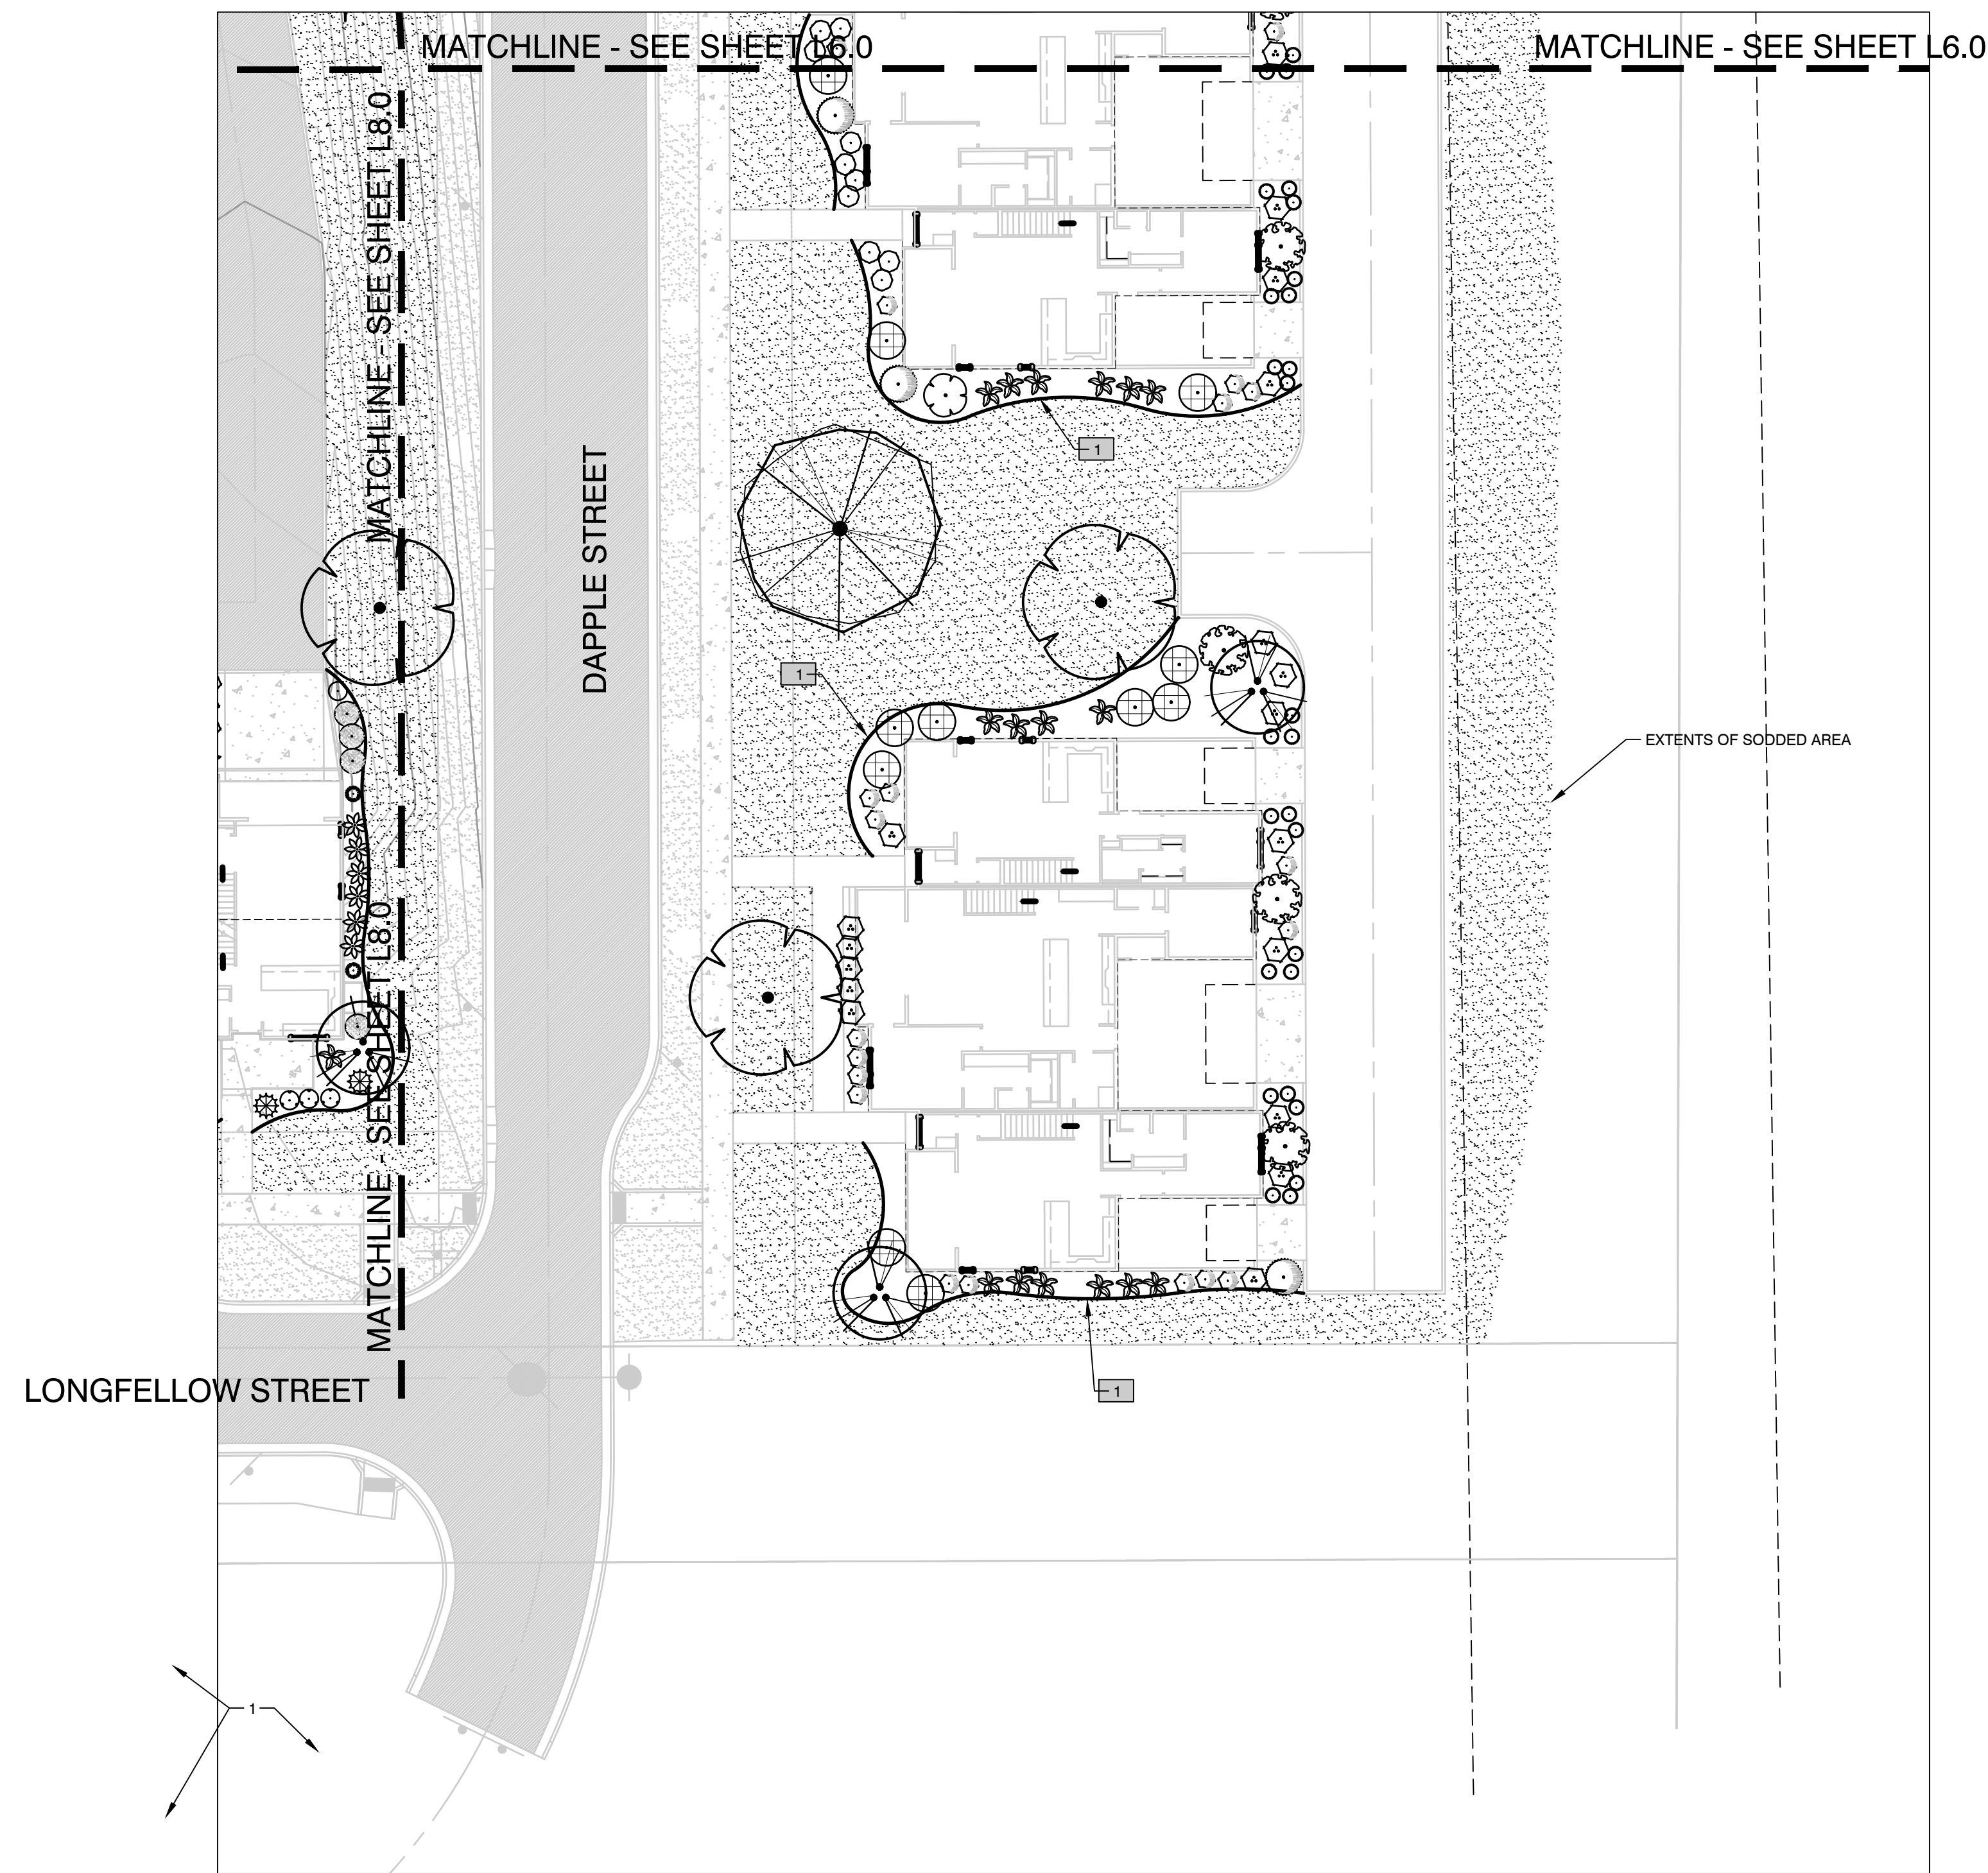 MATCHLINE - SEE SHEET L6.0
MATCHLINE - SEE SHEET L6.0
MATCHLINE - SEE SHEET L8.0
DAPPLE STREET
1
1
EXTENTS OF SODDED AREA
MATCHLINE - SEE SHEET L8.0
LONGFELLOW STREET
1
1